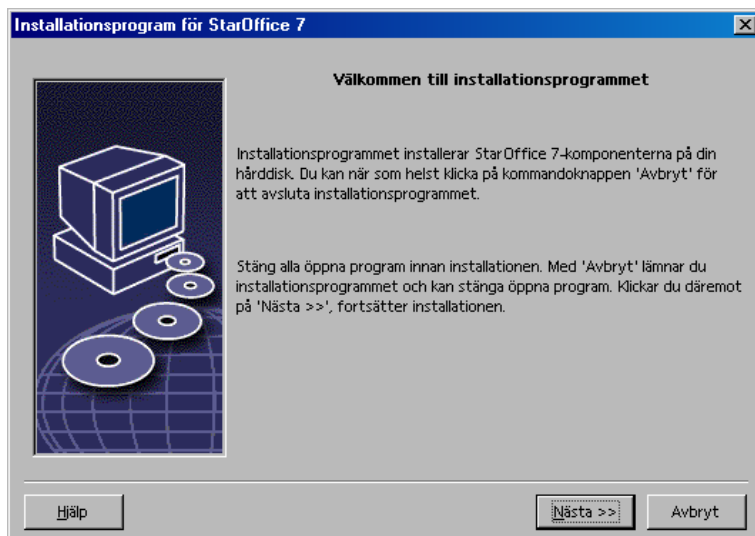 Installationsprogram för StarOffice 7
Välkommen till installationsprogrammet
Installationsprogrammet installerar StarOffice 7-komponenterna på din
hårddisk. Du kan när som helst klicka på kommandoknappen 'Avbryt' för
att avsluta installationsprogrammet.
Stäng alla öppna program innan installationen. Med 'Avbryt' lämnar du
installationsprogrammet och kan stänga öppna program. Klickar du däremot
på 'Nästa >>', fortsätter installationen.
Hjälp
Nästa >>
Avbryt